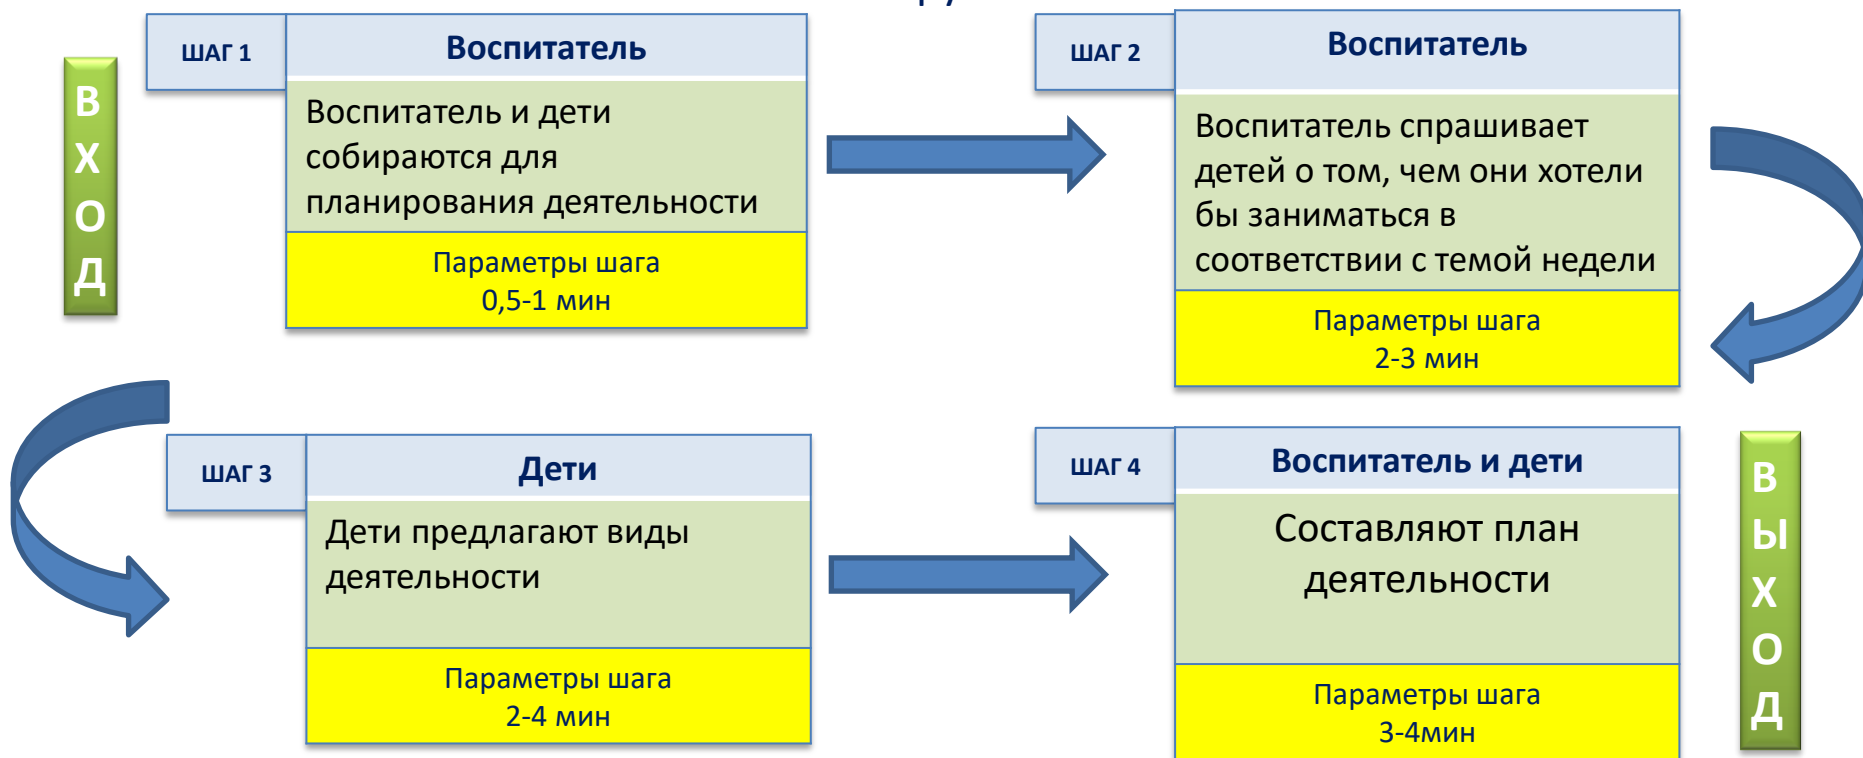 ВХОД
ШАГ 1
Воспитатель
Воспитатель и дети
собираются для
планирования деятельности
Параметры шага
0,5-1 мин
ШАГ 2
Воспитатель
Воспитатель спрашивает
детей о том, чем они хотели
бы заниматься в
соответствии с темой недели
Параметры шага
2-3 мин
ШАГ 3
Дети
Дети предлагают виды
деятельности
Параметры шага
2-4 мин
ШАГ 4
Воспитатель и дети
Составляют план
деятельности
Параметры шага
3-4мин
ВЫХОД